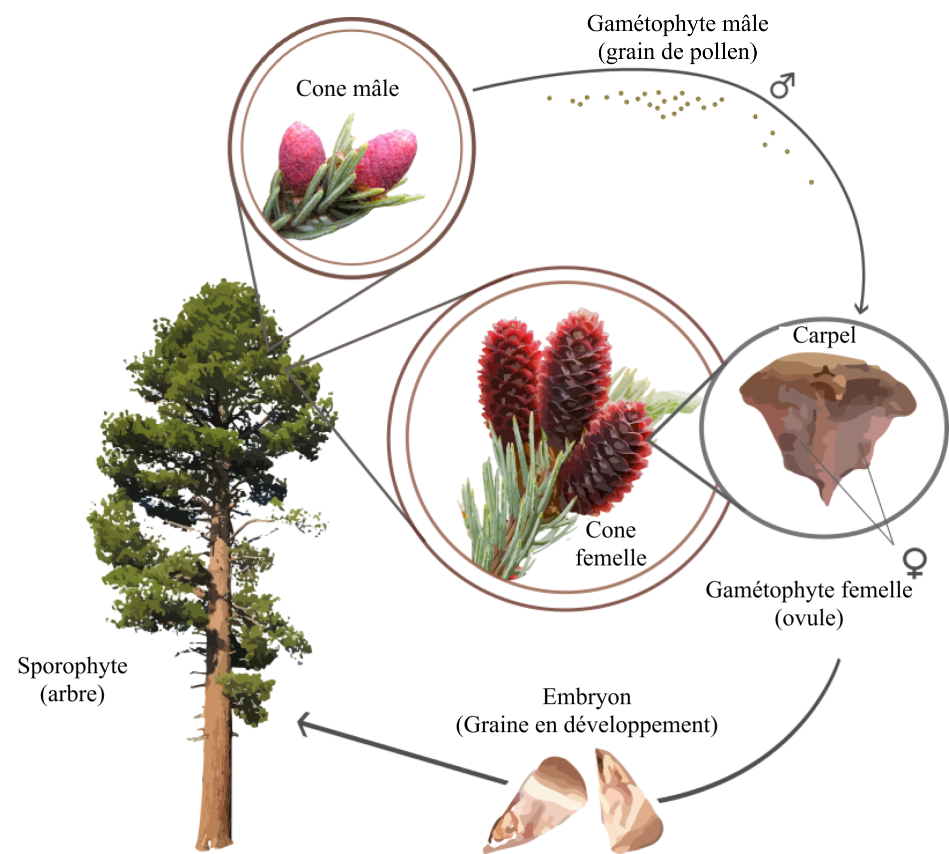 Gamétophyte mâle
(grain de pollen)
Cone mâle
Carpel
Cone
femelle
Gamétophyte femelle
(ovule)
Sporophyte
(arbre)
Embryon
(Graine en développement)